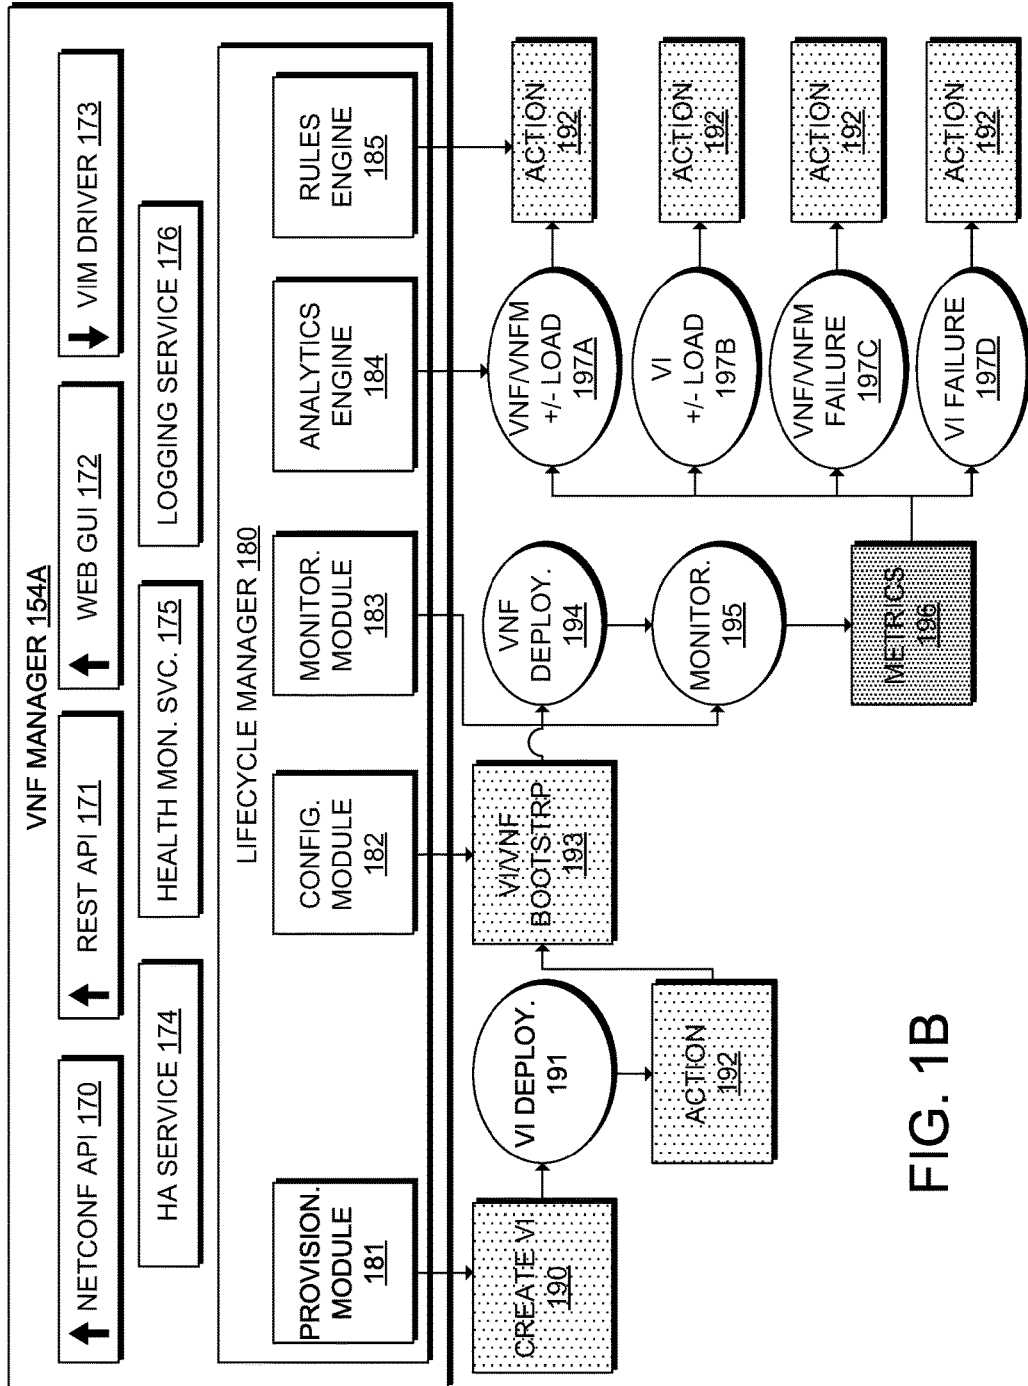 VNF MANAGER 154A
NETCONF API 170
REST API 171
WEB GUI 172
VIM DRIVER 173
HA SERVICE 174
HEALTH MON. SVC. 175
LOGGING SERVICE 176
LIFECYCLE MANAGER 180
PROVISION.
MODULE
181
CONFIG.
MODULE
182
MONITOR.
MODULE
183
ANALYTICS
ENGINE
184
RULES
ENGINE
185
CREATE VI
190
VI DEPLOY.
191
ACTION
192
VI/VNF
BOOTSTRP
193
VNF
DEPLOY.
194
MONITOR.
195
METRICS
196
VNF/VNFM
+/- LOAD
197A
ACTION
192
VI
+/- LOAD
197B
ACTION
192
VNF/VNFM
FAILURE
197C
ACTION
192
VI FAILURE
197D
ACTION
192
FIG. 1B